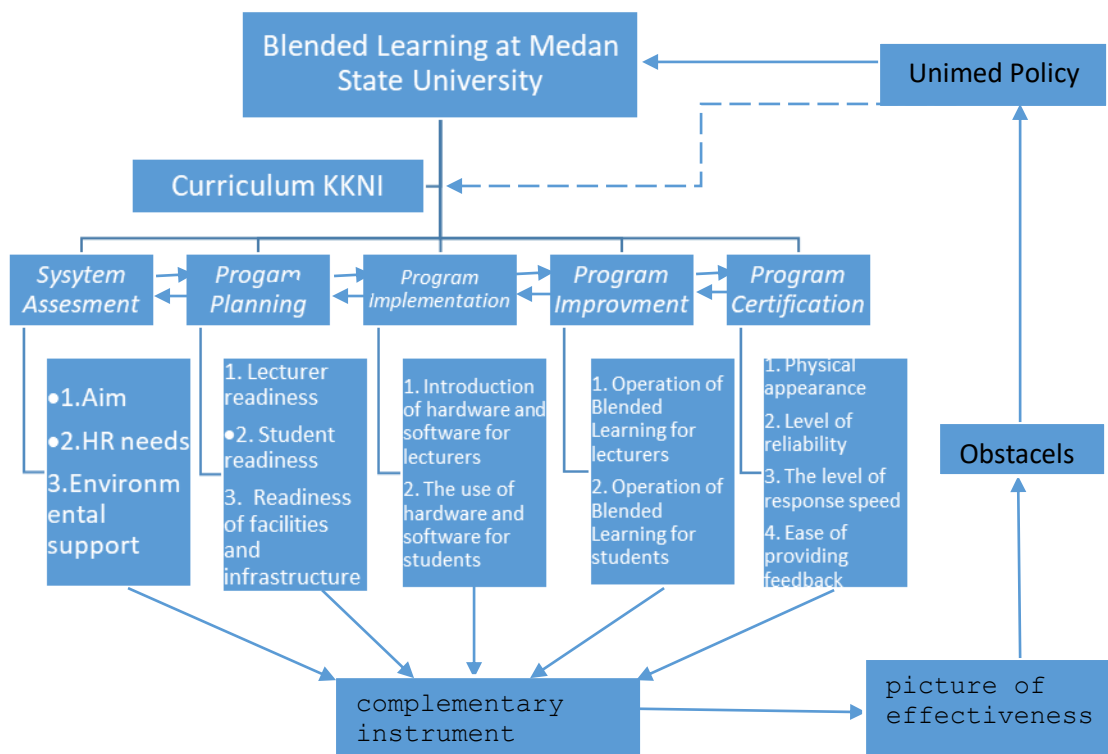 Blended Learning at Medan
State University
Unimed Policy
Curriculum KKNI
Sysytem
Assesment
Progam
Planning
Program
Implementation
Program
Improvment
Program
Certification
•1.Aim
•2.HR needs
3.Environm
ental
support
1. Lecturer
readiness
•2. Student
readiness
3. Readiness
of facilities
and
infrastructure
1. Introduction
of hardware and
software for
lecturers
2. The use of
hardware and
software for
students
1. Operation of
Blended
Learning for
lecturers
2. Operation of
Blended
Learning for
students
1. Physical
appearance
2. Level of
reliability
3. The level of
response speed
4. Ease of
providing
feedback
Obstacels
complementary
instrument
picture of
effectiveness